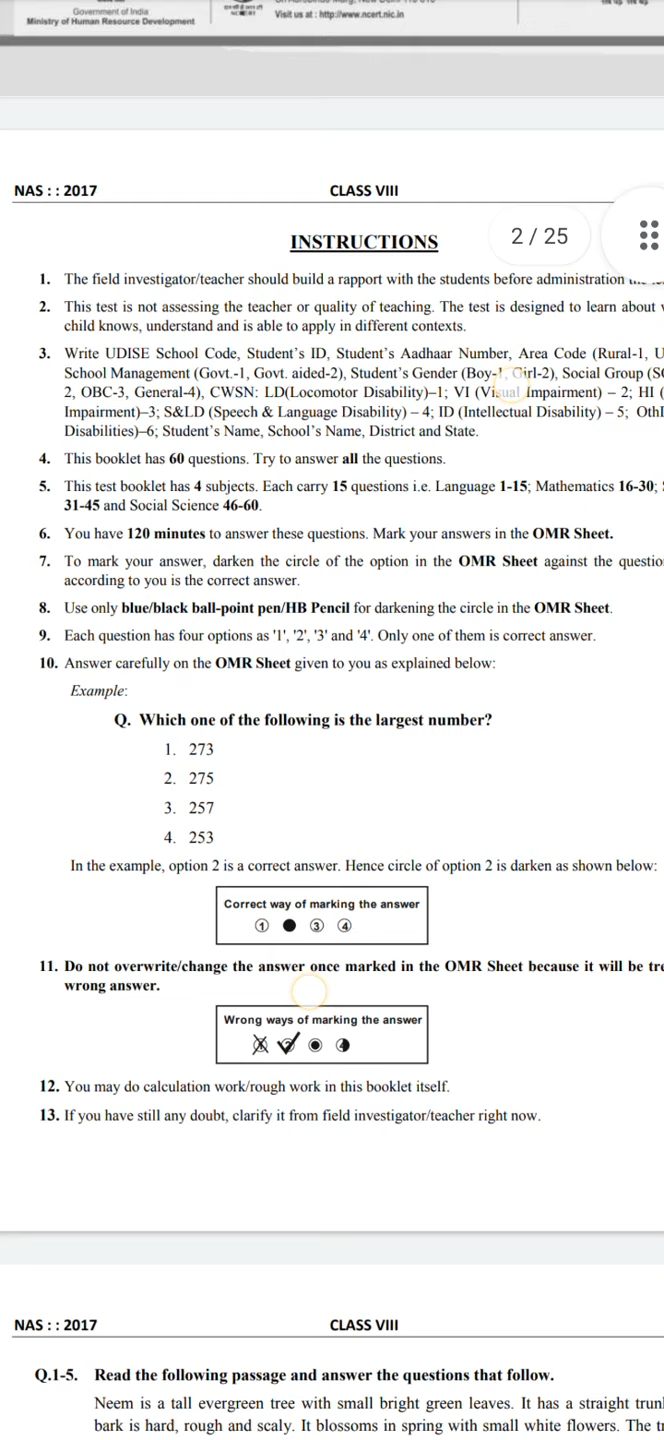 Government of India
Ministry of Human Resource Development
Visit us at : http://www.ncert.nic.in
NAS : : 2017 CLASS VIII
INSTRUCTIONS
2 / 25
1. The field investigator/teacher should build a rapport with the students before administration
2. This test is not assessing the teacher or quality of teaching. The test is designed to learn about
child knows, understand and is able to apply in different contexts.
3. Write UDISE School Code, Student's ID, Student's Aadhaar Number, Area Code (Rural-1, U
School Management (Govt.-1, Govt. aided-2), Student's Gender (Boy-1, Girl-2), Social Group (S
2, OBC-3, General-4), CWSN: LD(Locomotor Disability)–1; VI (Visual Impairment) – 2; HI (
Impairment)–3; S&LD (Speech & Language Disability) – 4; ID (Intellectual Disability) – 5; Oth
Disabilities)–6; Student's Name, School's Name, District and State.
4. This booklet has 60 questions. Try to answer all the questions.
5. This test booklet has 4 subjects. Each carry 15 questions i.e. Language 1-15; Mathematics 16-30;
31-45 and Social Science 46-60.
6. You have 120 minutes to answer these questions. Mark your answers in the OMR Sheet.
7. To mark your answer, darken the circle of the option in the OMR Sheet against the questio
according to you is the correct answer.
8. Use only blue/black ball-point pen/HB Pencil for darkening the circle in the OMR Sheet.
9. Each question has four options as '1', '2', '3' and '4'. Only one of them is correct answer.
10. Answer carefully on the OMR Sheet given to you as explained below:
Example:
Q. Which one of the following is the largest number?
1. 273
2. 275
3. 257
4. 253
In the example, option 2 is a correct answer. Hence circle of option 2 is darken as shown below:
Correct way of marking the answer
① ● ③ ④
11. Do not overwrite/change the answer once marked in the OMR Sheet because it will be tre
wrong answer.
Wrong ways of marking the answer
12. You may do calculation work/rough work in this booklet itself.
13. If you have still any doubt, clarify it from field investigator/teacher right now.
NAS : : 2017 CLASS VIII
Q.1-5. Read the following passage and answer the questions that follow.
Neem is a tall evergreen tree with small bright green leaves. It has a straight trun
bark is hard, rough and scaly. It blossoms in spring with small white flowers. The